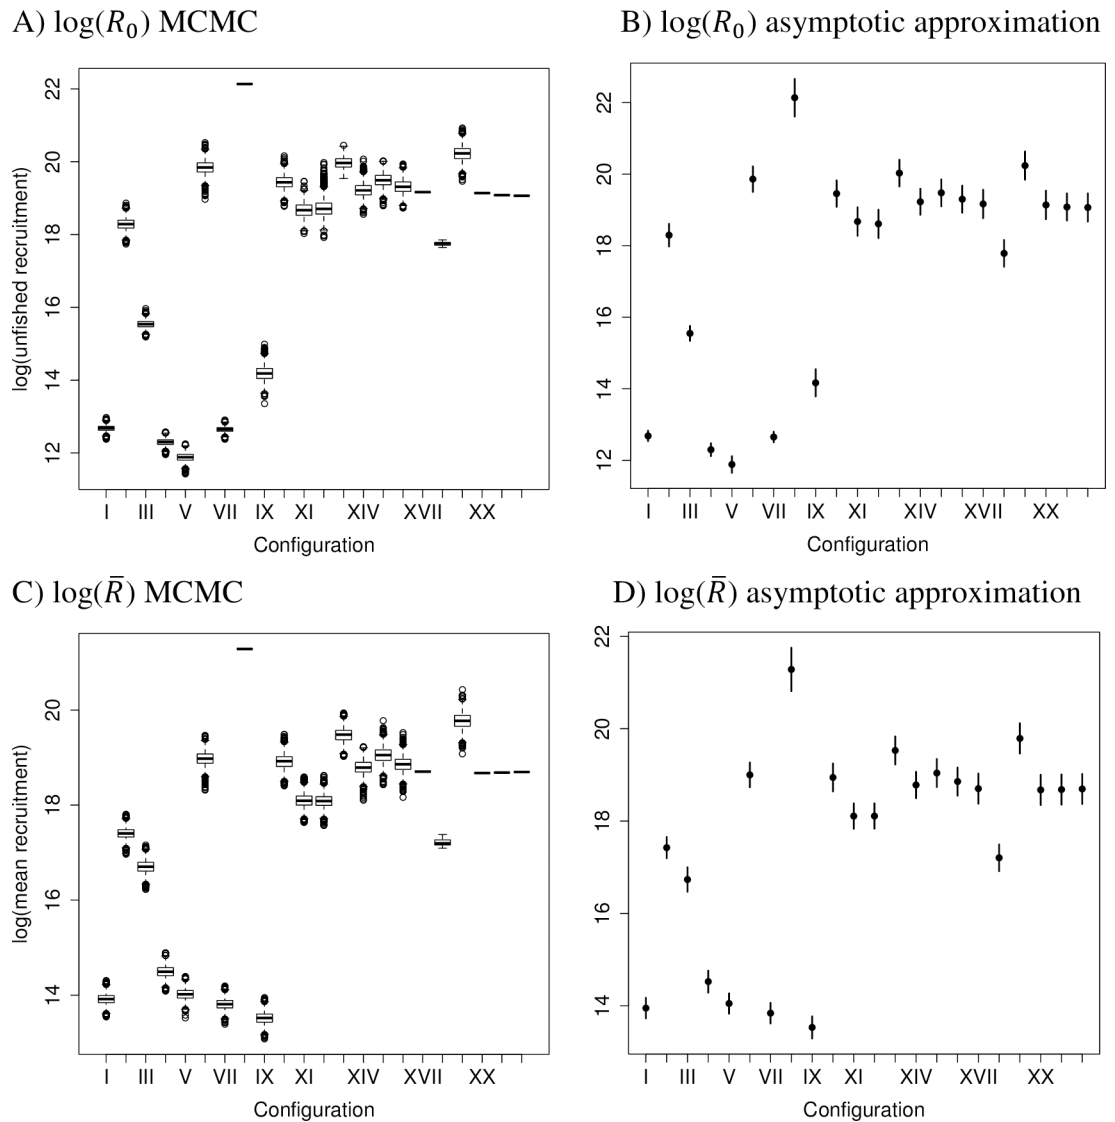 A) log(R₀) MCMC
log(unfished recruitment)
22
20
18
16
14
12
I III V VII IX XI XIV XVII XX
Configuration
B) log(R₀) asymptotic approximation
22
20
18
16
14
12
I III V VII IX XI XIV XVII XX
Configuration
C) log(R̄) MCMC
log(mean recruitment)
20
18
16
14
I III V VII IX XI XIV XVII XX
Configuration
D) log(R̄) asymptotic approximation
22
20
18
16
14
I III V VII IX XI XIV XVII XX
Configuration